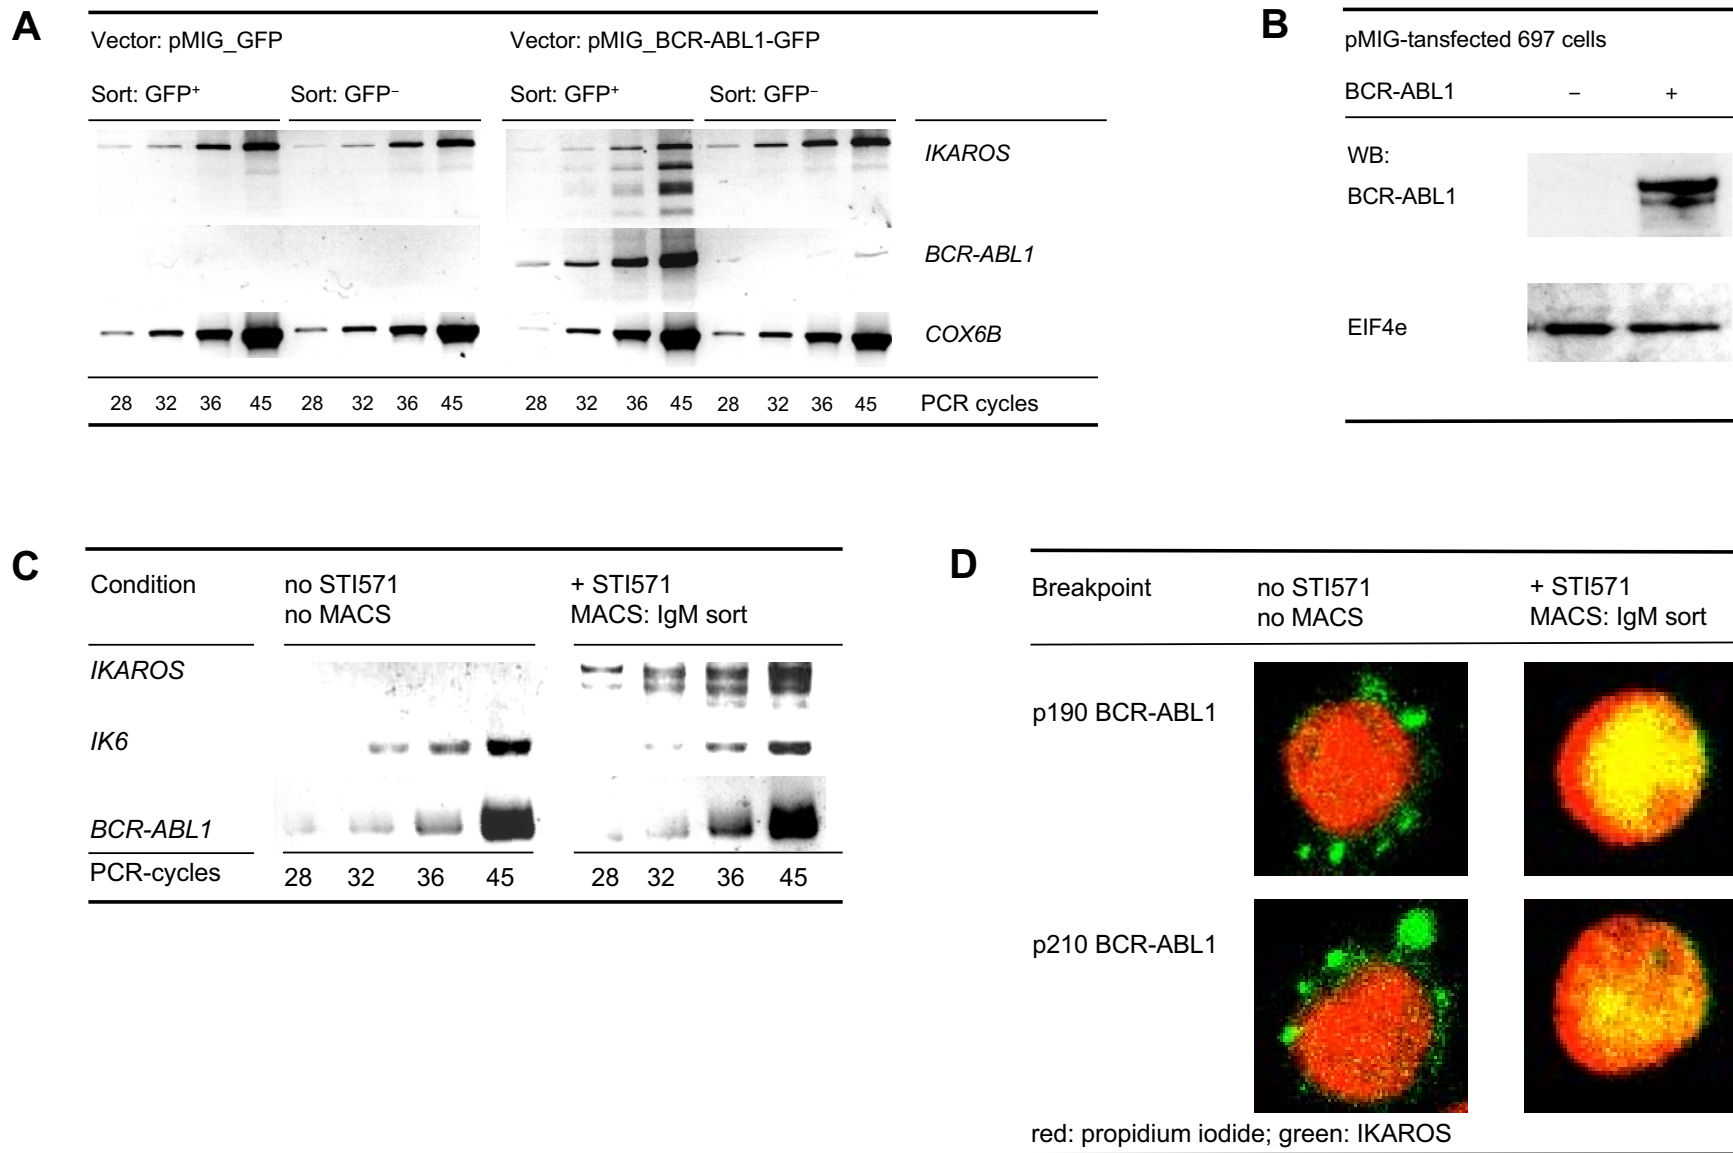 A
Vector: pMIG_GFP
Vector: pMIG_BCR-ABL1-GFP
Sort: GFP⁺
Sort: GFP⁻
Sort: GFP⁺
Sort: GFP⁻
IKAROS
BCR-ABL1
COX6B
28 32 36 45 28 32 36 45 28 32 36 45 28 32 36 45 PCR cycles
B
pMIG-tansfected 697 cells
BCR-ABL1 – +
WB:
BCR-ABL1
EIF4e
C
Condition
no STI571
no MACS
+ STI571
MACS: IgM sort
IKAROS
IK6
BCR-ABL1
PCR-cycles 28 32 36 45 28 32 36 45
D
Breakpoint
no STI571
no MACS
+ STI571
MACS: IgM sort
p190 BCR-ABL1
p210 BCR-ABL1
red: propidium iodide; green: IKAROS